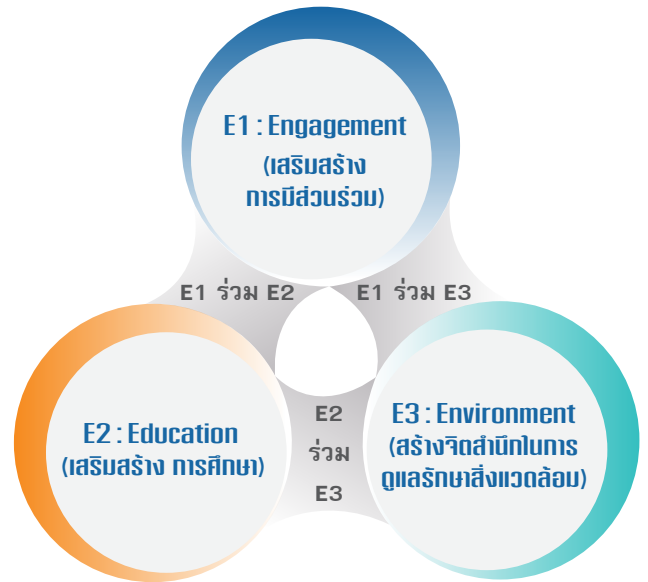 E1 : Engagement
(เสริมสร้าง
การมีส่วนร่วม)
E1 ร่วม E2
E1 ร่วม E3
E2 : Education
(เสริมสร้าง การศึกษา)
E2
ร่วม
E3
E3 : Environment
(สร้างจิตสำนึกในการ
ดูแลรักษาสิ่งแวดล้อม)